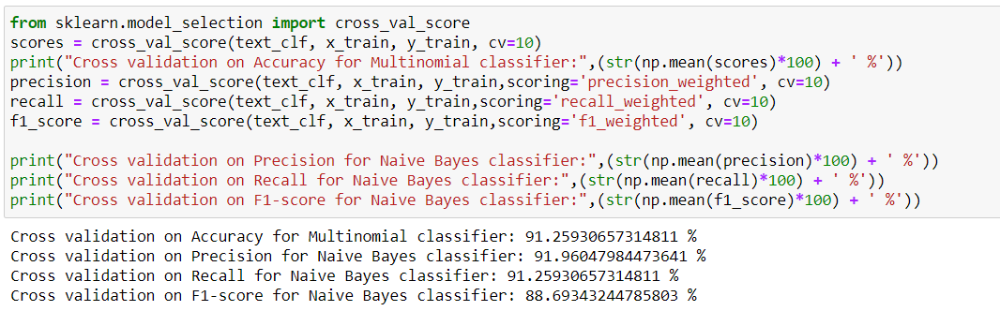 from sklearn.model_selection import cross_val_score
scores = cross_val_score(text_clf, x_train, y_train, cv=10)
print("Cross validation on Accuracy for Multinomial classifier:",(str(np.mean(scores)*100) + ' %'))
precision = cross_val_score(text_clf, x_train, y_train,scoring='precision_weighted', cv=10)
recall = cross_val_score(text_clf, x_train, y_train,scoring='recall_weighted', cv=10)
f1_score = cross_val_score(text_clf, x_train, y_train,scoring='f1_weighted', cv=10)
print("Cross validation on Precision for Naive Bayes classifier:",(str(np.mean(precision)*100) + ' %'))
print("Cross validation on Recall for Naive Bayes classifier:",(str(np.mean(recall)*100) + ' %'))
print("Cross validation on F1-score for Naive Bayes classifier:",(str(np.mean(f1_score)*100) + ' %'))
Cross validation on Accuracy for Multinomial classifier: 91.25930657314811 %
Cross validation on Precision for Naive Bayes classifier: 91.96047984473641 %
Cross validation on Recall for Naive Bayes classifier: 91.25930657314811 %
Cross validation on F1-score for Naive Bayes classifier: 88.69343244785803 %